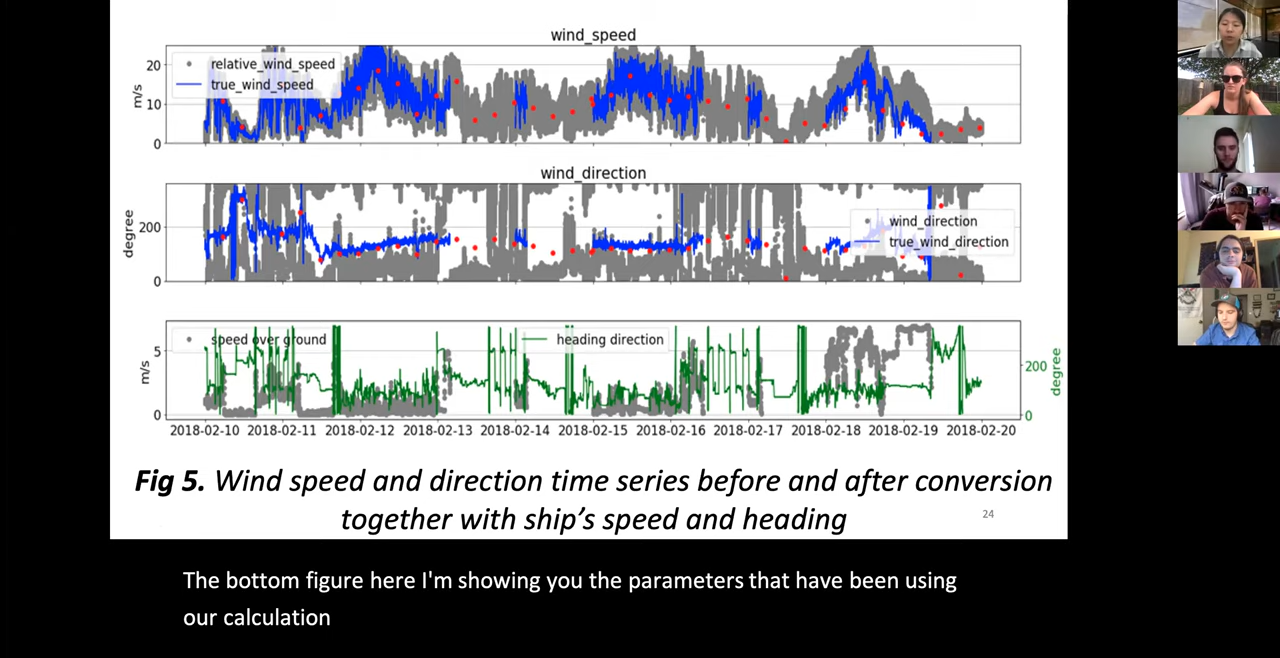 wind_speed
20
10
0
m/s
relative_wind_speed
true_wind_speed
wind_direction
200
0
degree
wind_direction
true_wind_direction
5
0
m/s
speed over ground
heading direction
200
0
degree
2018-02-10 2018-02-11 2018-02-12 2018-02-13 2018-02-14 2018-02-15 2018-02-16 2018-02-17 2018-02-18 2018-02-19 2018-02-20
Fig 5. Wind speed and direction time series before and after conversion
together with ship's speed and heading
24
The bottom figure here I'm showing you the parameters that have been using
our calculation